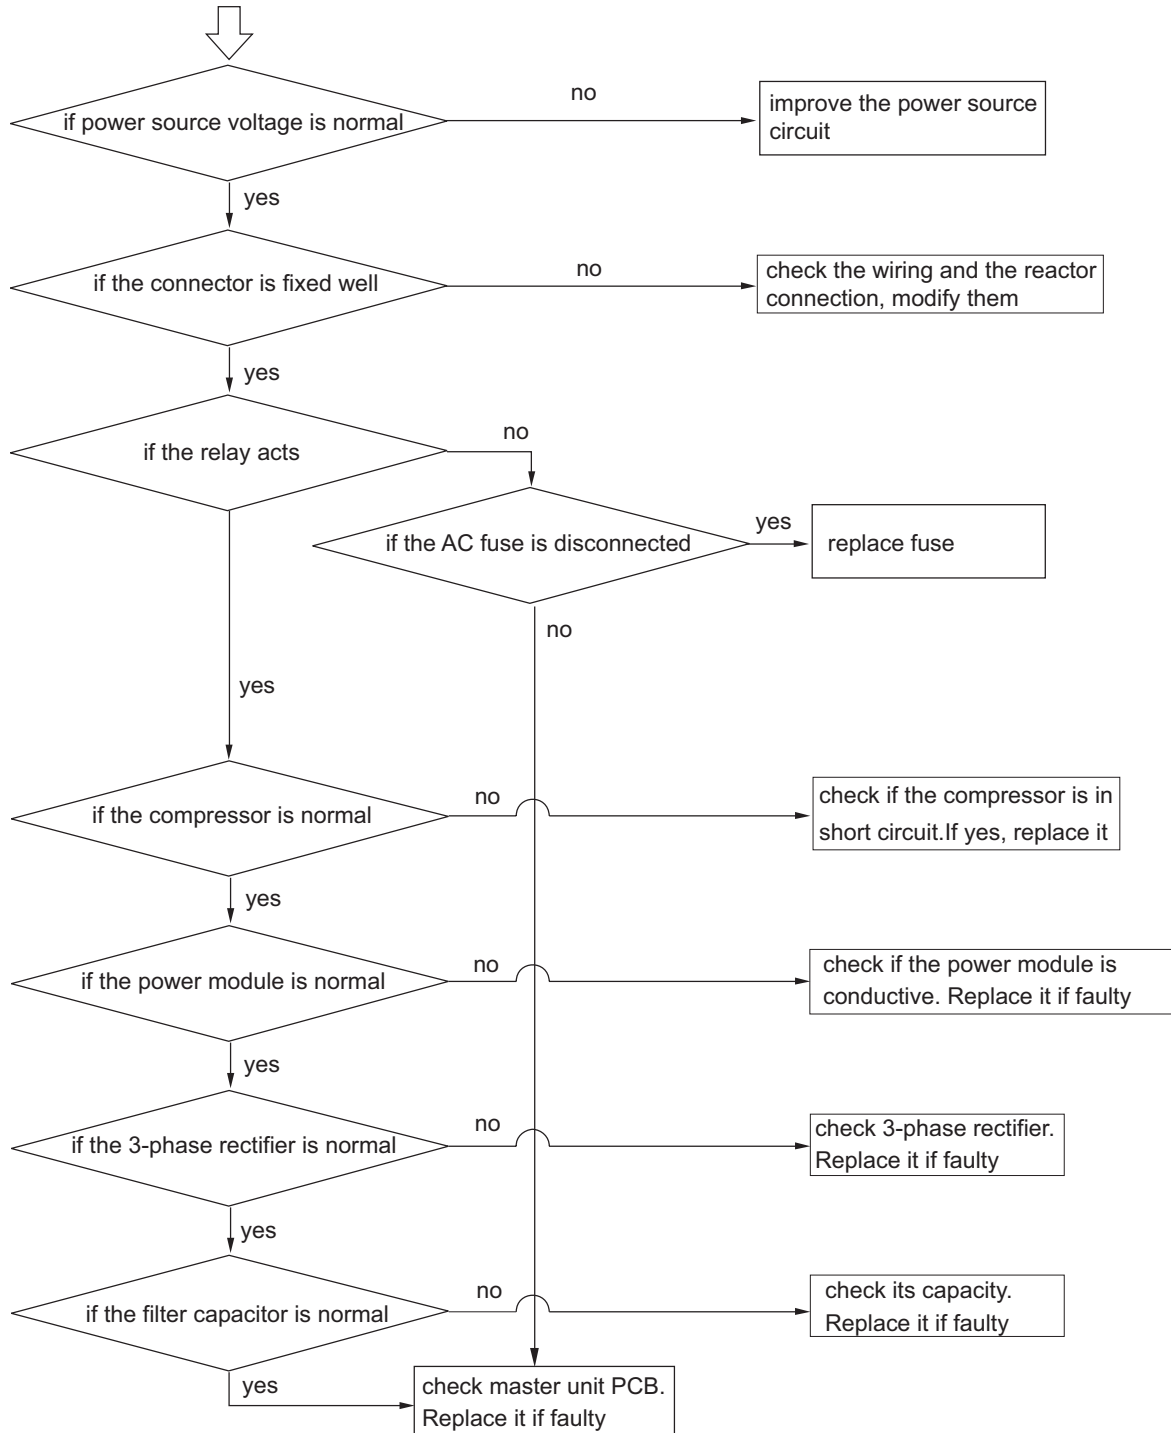 if power source voltage is normal
no
improve the power source
circuit
yes
if the connector is fixed well
no
check the wiring and the reactor
connection, modify them
yes
if the relay acts
no
if the AC fuse is disconnected
yes
replace fuse
no
yes
if the compressor is normal
no
check if the compressor is in
short circuit.If yes, replace it
yes
if the power module is normal
no
check if the power module is
conductive. Replace it if faulty
yes
if the 3-phase rectifier is normal
no
check 3-phase rectifier.
Replace it if faulty
yes
if the filter capacitor is normal
no
check its capacity.
Replace it if faulty
yes
check master unit PCB.
Replace it if faulty